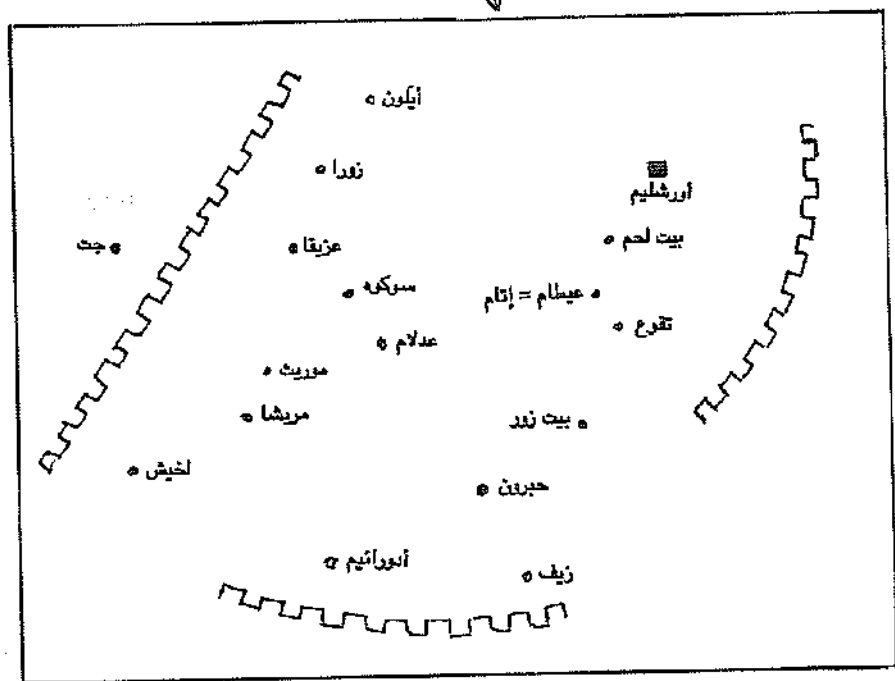 أيلون
زورا
أورشليم
جت
عزيقا
بيت لحم
سوكوه
عيطام = إتام
تقوع
عدلام
موريث
مريشا
بيت زور
لخيش
حبرون
أدورائيم
زيف